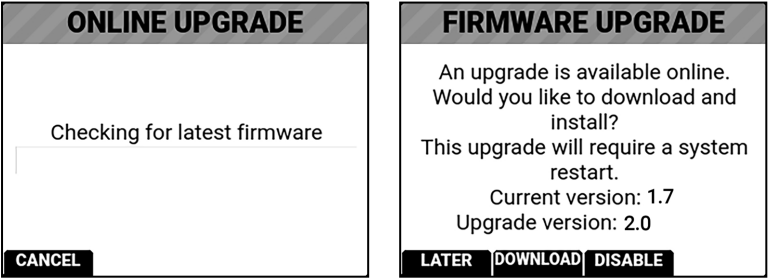 ONLINE UPGRADE
Checking for latest firmware
CANCEL
FIRMWARE UPGRADE
An upgrade is available online.
Would you like to download and
install?
This upgrade will require a system
restart.
Current version: 1.7
Upgrade version: 2.0
LATER DOWNLOAD DISABLE